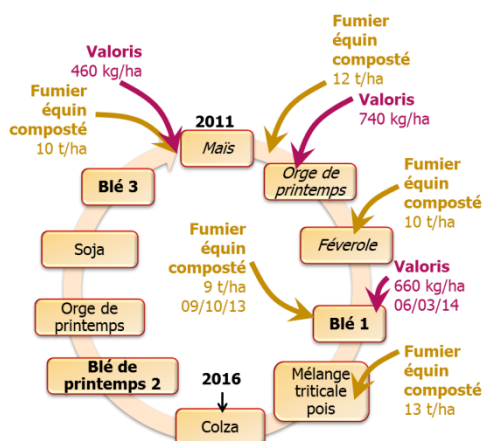 Valoris
460 kg/ha
Fumier
équin
composté
10 t/ha
2011
Maïs
Fumier
équin
composté
12 t/ha
Valoris
740 kg/ha
Orge de
printemps
Fumier
équin
composté
10 t/ha
Féverole
Fumier
équin
composté
9 t/ha
09/10/13
Valoris
660 kg/ha
06/03/14
Blé 1
Fumier
équin
composté
13 t/ha
Mélange
triticale
pois
2016
Colza
Blé de
printemps 2
Orge de
printemps
Soja
Blé 3